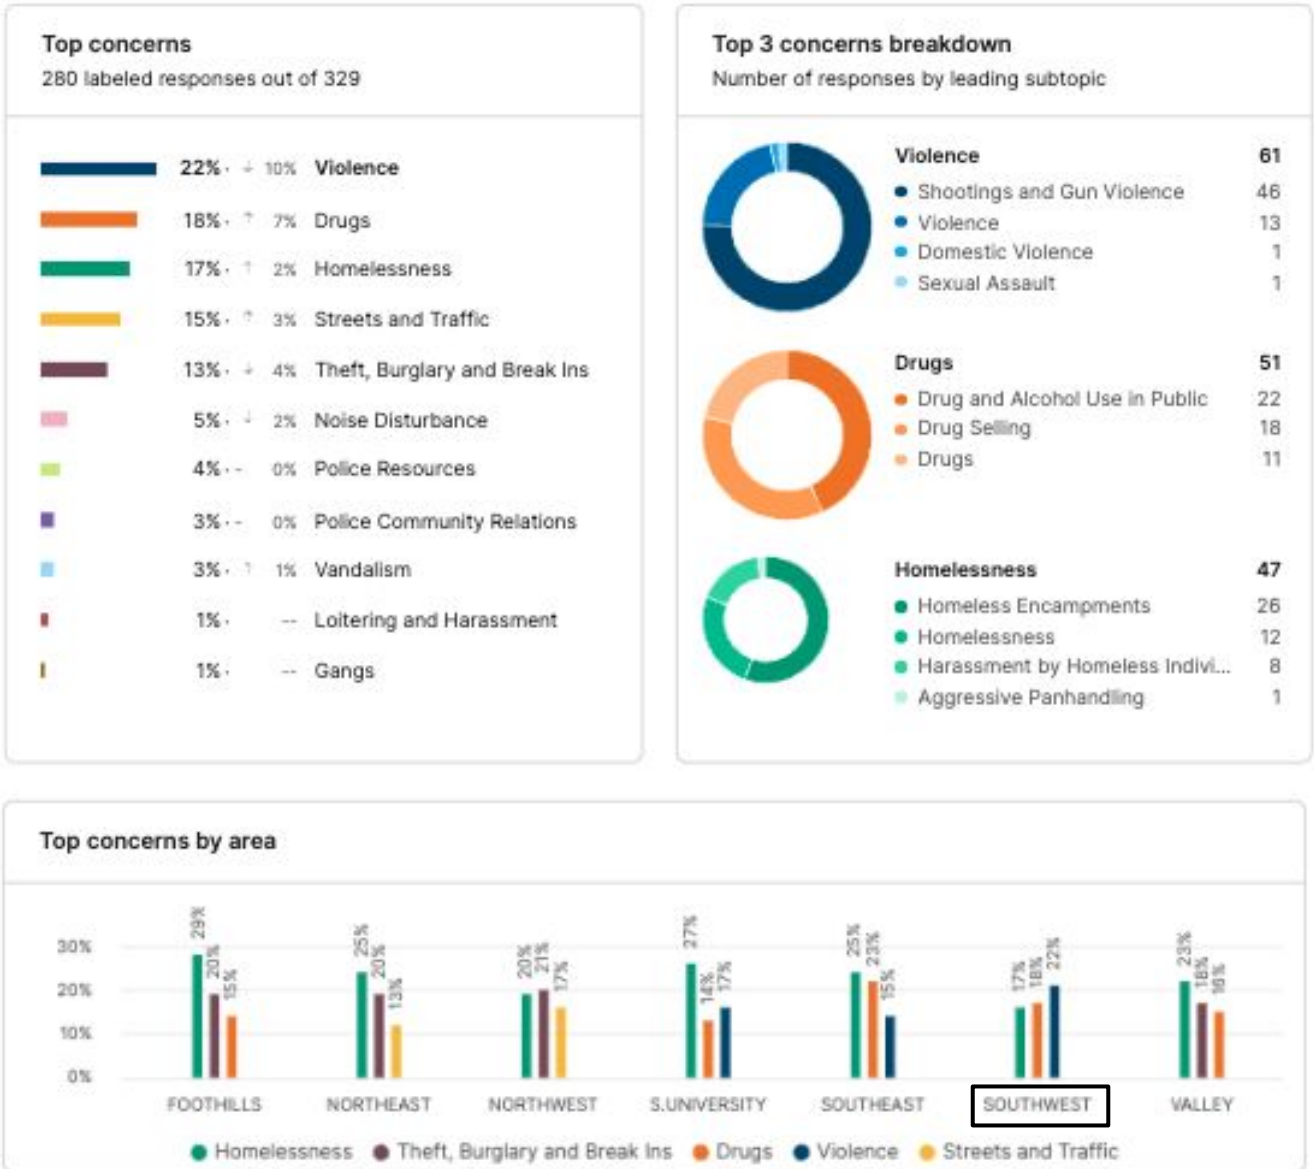 Top concerns
280 labeled responses out of 329
22% · ↓ 10% Violence
18% · ↑ 7% Drugs
17% · ↑ 2% Homelessness
15% · ↑ 3% Streets and Traffic
13% · ↓ 4% Theft, Burglary and Break Ins
5% · ↓ 2% Noise Disturbance
4% · - 0% Police Resources
3% · - 0% Police Community Relations
3% · ↑ 1% Vandalism
1% · -- Loitering and Harassment
1% · -- Gangs
Top 3 concerns breakdown
Number of responses by leading subtopic
Violence 61
Shootings and Gun Violence 46
Violence 13
Domestic Violence 1
Sexual Assault 1
Drugs 51
Drug and Alcohol Use in Public 22
Drug Selling 18
Drugs 11
Homelessness 47
Homeless Encampments 26
Homelessness 12
Harassment by Homeless Indivi... 8
Aggressive Panhandling 1
Top concerns by area
30%
20%
10%
0%
29% 20% 15%
25% 20% 13%
20% 21% 17%
27% 14% 17%
25% 23% 15%
17% 18% 22%
23% 18% 16%
FOOTHILLS NORTHEAST NORTHWEST S.UNIVERSITY SOUTHEAST SOUTHWEST VALLEY
Homelessness Theft, Burglary and Break Ins Drugs Violence Streets and Traffic